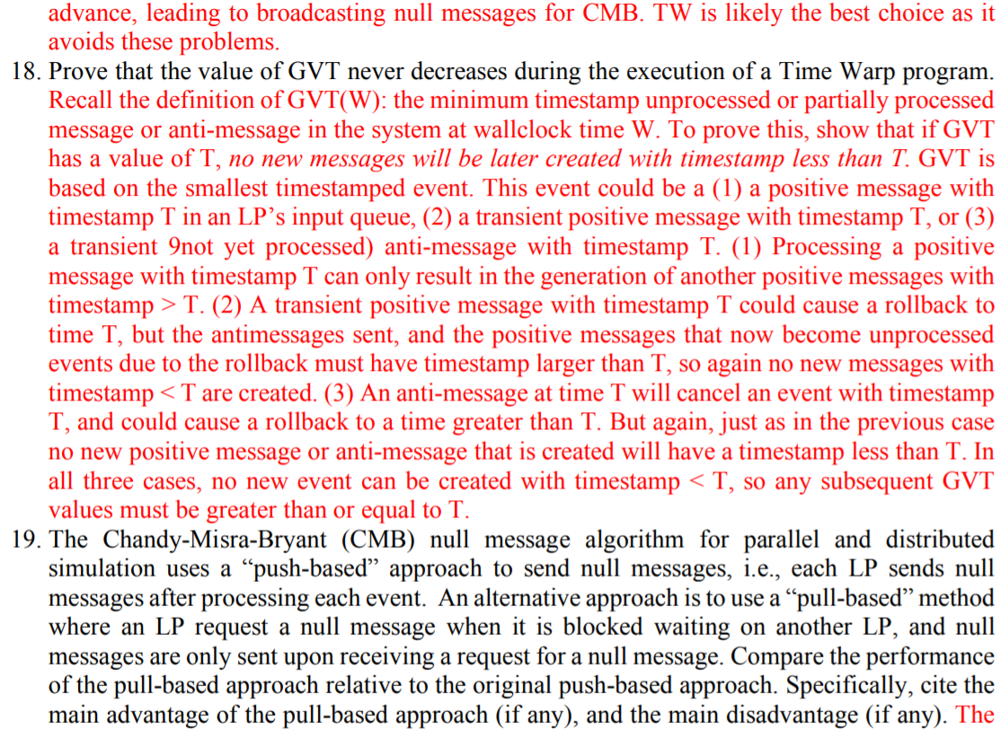 advance, leading to broadcasting null messages for CMB. TW is likely the best choice as it
avoids these problems.
18. Prove that the value of GVT never decreases during the execution of a Time Warp program.
Recall the definition of GVT(W): the minimum timestamp unprocessed or partially processed
message or anti-message in the system at wallclock time W. To prove this, show that if GVT
has a value of T, no new messages will be later created with timestamp less than T. GVT is
based on the smallest timestamped event. This event could be a (1) a positive message with
timestamp T in an LP’s input queue, (2) a transient positive message with timestamp T, or (3)
a transient 9not yet processed) anti-message with timestamp T. (1) Processing a positive
message with timestamp T can only result in the generation of another positive messages with
timestamp > T. (2) A transient positive message with timestamp T could cause a rollback to
time T, but the antimessages sent, and the positive messages that now become unprocessed
events due to the rollback must have timestamp larger than T, so again no new messages with
timestamp < T are created. (3) An anti-message at time T will cancel an event with timestamp
T, and could cause a rollback to a time greater than T. But again, just as in the previous case
no new positive message or anti-message that is created will have a timestamp less than T. In
all three cases, no new event can be created with timestamp < T, so any subsequent GVT
values must be greater than or equal to T.
19. The Chandy-Misra-Bryant (CMB) null message algorithm for parallel and distributed
simulation uses a “push-based” approach to send null messages, i.e., each LP sends null
messages after processing each event. An alternative approach is to use a “pull-based” method
where an LP request a null message when it is blocked waiting on another LP, and null
messages are only sent upon receiving a request for a null message. Compare the performance
of the pull-based approach relative to the original push-based approach. Specifically, cite the
main advantage of the pull-based approach (if any), and the main disadvantage (if any). The